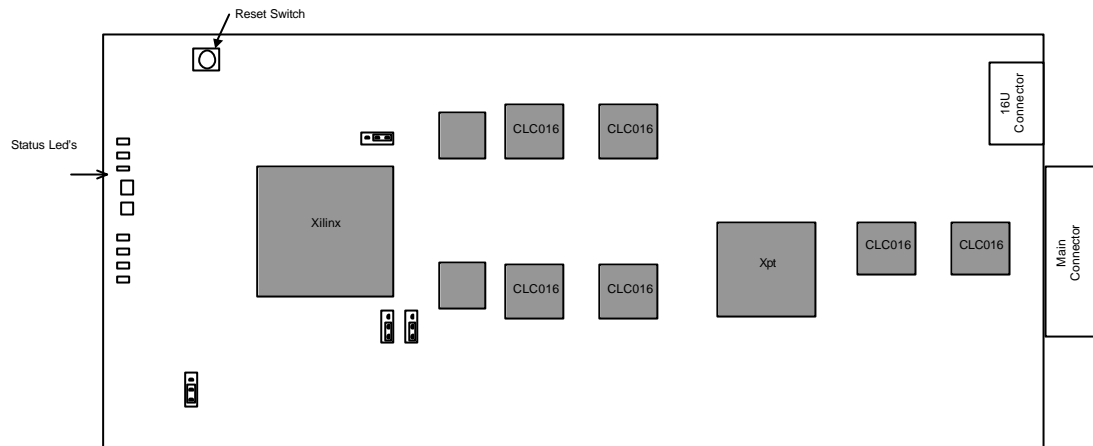 Reset Switch
16U
Connector
CLC016
CLC016
Status Led's
Xilinx
Main
Connector
Xpt
CLC016
CLC016
CLC016
CLC016